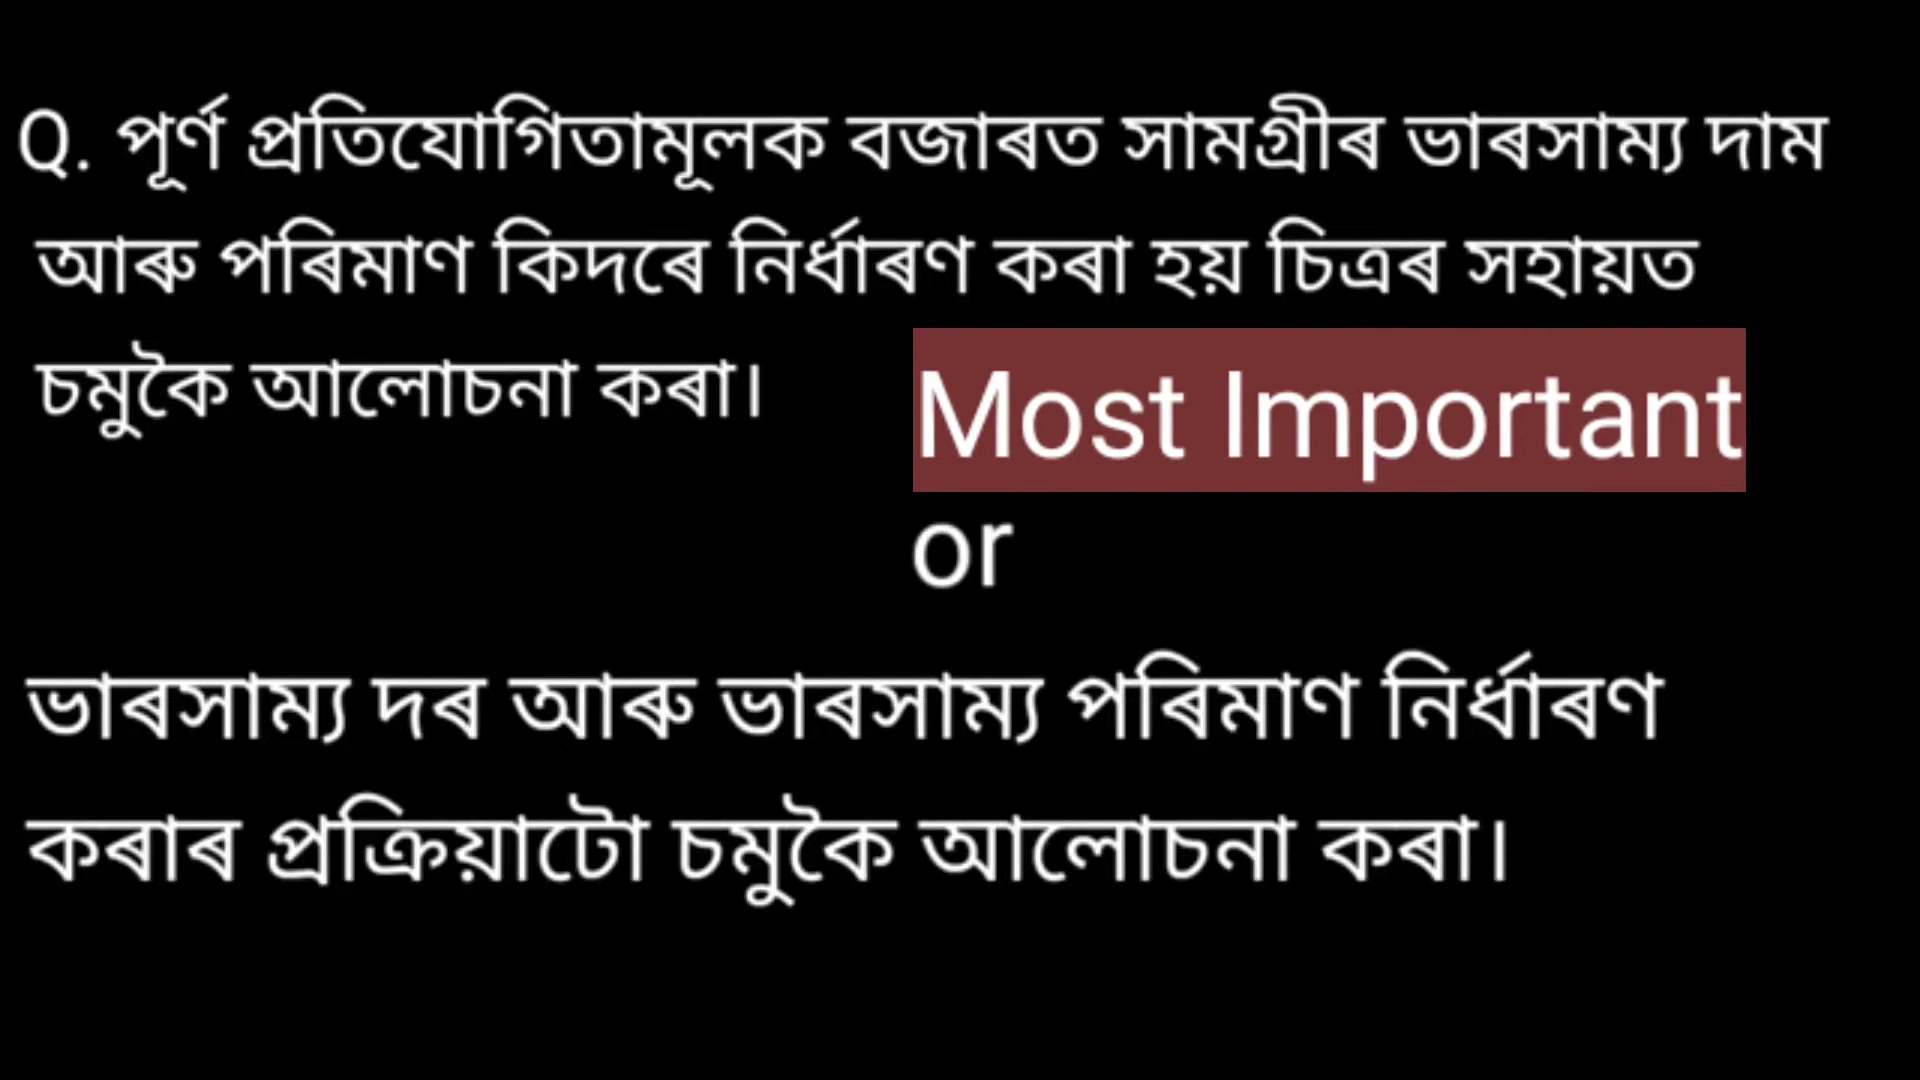 Q. পূৰ্ণ প্ৰতিযোগিতামূলক বজাৰত সামগ্ৰীৰ ভাৰসাম্য দাম
আৰু পৰিমাণ কিদৰে নিৰ্ধাৰণ কৰা হয় চিত্ৰৰ সহায়ত
চমুকৈ আলোচনা কৰা।
Most Important
or
ভাৰসাম্য দৰ আৰু ভাৰসাম্য পৰিমাণ নিৰ্ধাৰণ
কৰাৰ প্ৰক্ৰিয়াটো চমুকৈ আলোচনা কৰা।